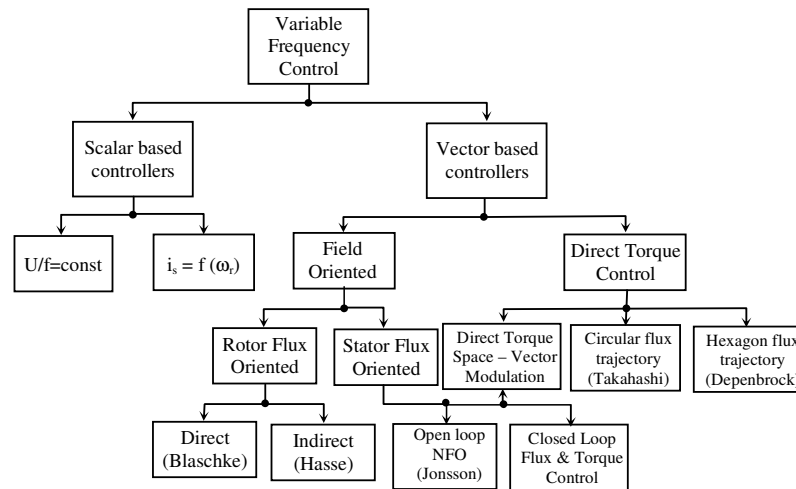 Variable
Frequency
Control
Scalar based
controllers
Vector based
controllers
U/f=const
i_s = f (ω_r)
Field
Oriented
Direct Torque
Control
Rotor Flux
Oriented
Stator Flux
Oriented
Direct Torque
Space – Vector
Modulation
Circular flux
trajectory
(Takahashi)
Hexagon flux
trajectory
(Depenbrock)
Direct
(Blaschke)
Indirect
(Hasse)
Open loop
NFO
(Jonsson)
Closed Loop
Flux & Torque
Control